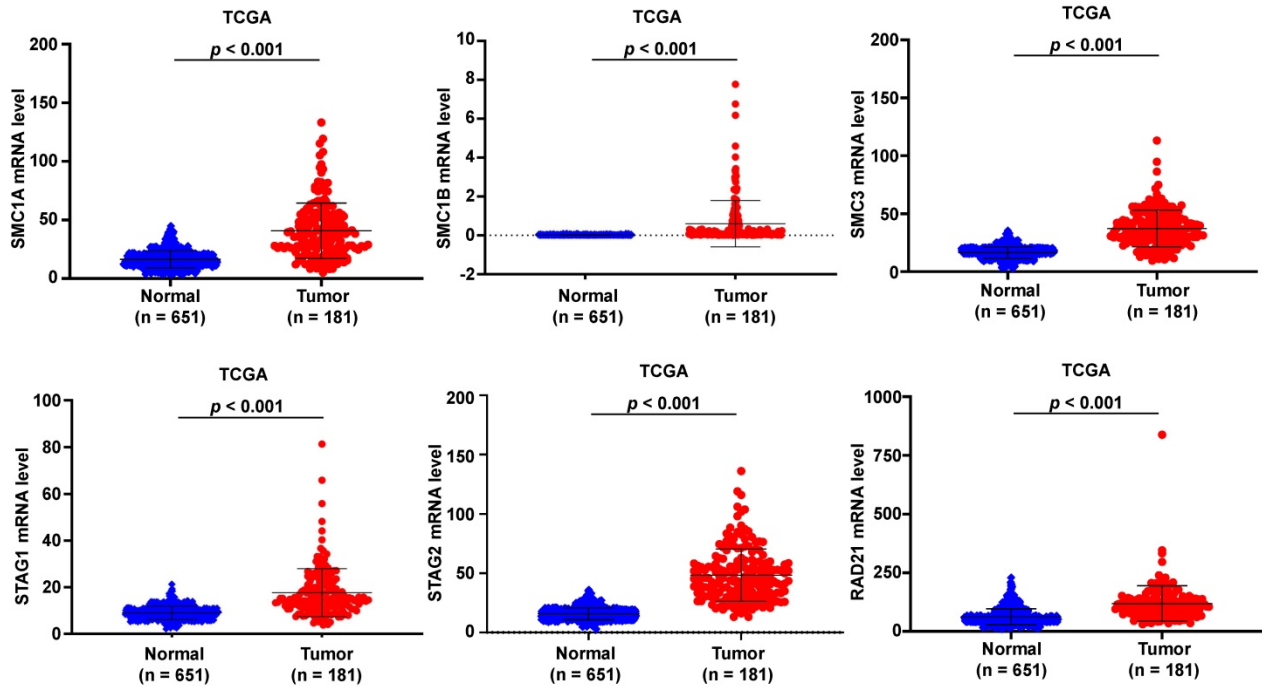 TCGA
p < 0.001
SMC1A mRNA level
200
150
100
50
0
Normal
(n = 651)
Tumor
(n = 181)
TCGA
p < 0.001
SMC1B mRNA level
10
8
6
4
2
0
-2
Normal
(n = 651)
Tumor
(n = 181)
TCGA
p < 0.001
SMC3 mRNA level
200
150
100
50
0
Normal
(n = 651)
Tumor
(n = 181)
TCGA
p < 0.001
STAG1 mRNA level
100
80
60
40
20
0
Normal
(n = 651)
Tumor
(n = 181)
TCGA
p < 0.001
STAG2 mRNA level
200
150
100
50
0
Normal
(n = 651)
Tumor
(n = 181)
TCGA
p < 0.001
RAD21 mRNA level
1000
750
500
250
0
Normal
(n = 651)
Tumor
(n = 181)